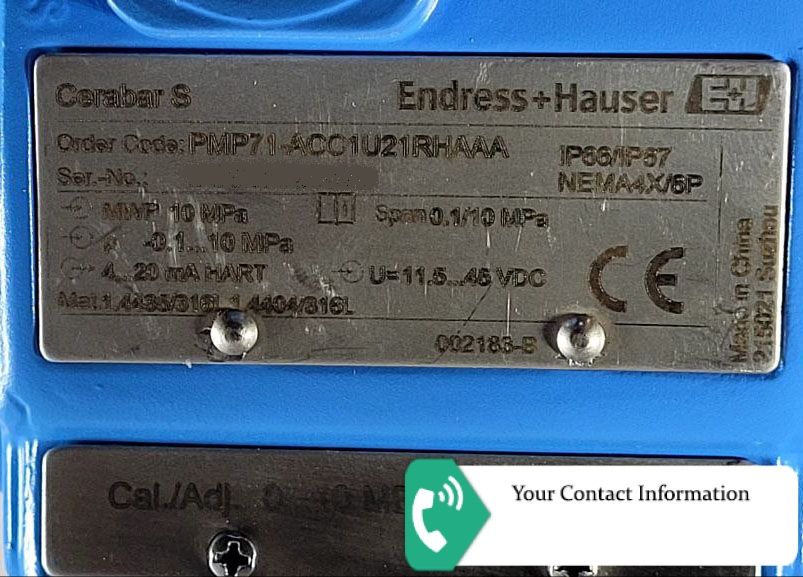 Cerabar S
Endress+Hauser
Order Code: PMP71-ACC1U21RHAAA
IP66/IP67
Ser.-No.:
NEMA4X/6P
MWP 10 MPa
Span 0.1/10 MPa
p -0.1...10 MPa
4...20 mA HART
U=11.5...45 VDC
Mat.1.4435/316L 1.4404/316L
002183-B
Made in China
215021 Suzhou
Cal./Adj.
Your Contact Information